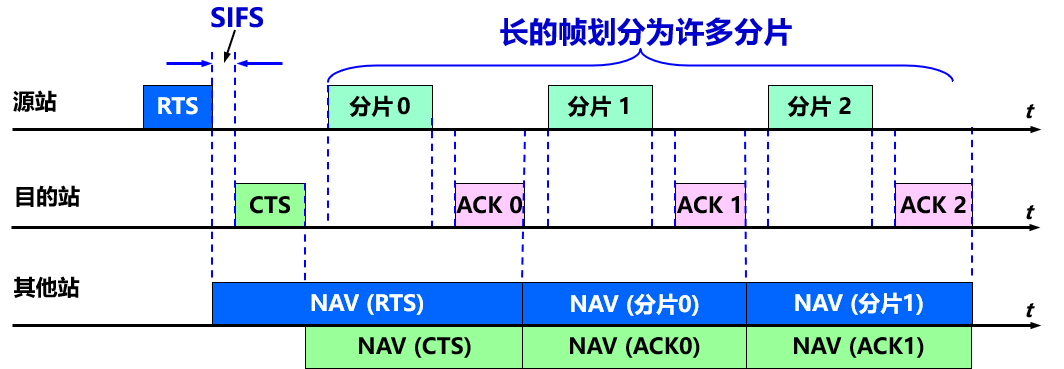 SIFS
长的帧划分为许多分片
源站
RTS
分片 0
分片 1
分片 2
t
目的站
CTS
ACK 0
ACK 1
ACK 2
t
其他站
NAV (RTS)
NAV (分片0)
NAV (分片1)
t
NAV (CTS)
NAV (ACK0)
NAV (ACK1)